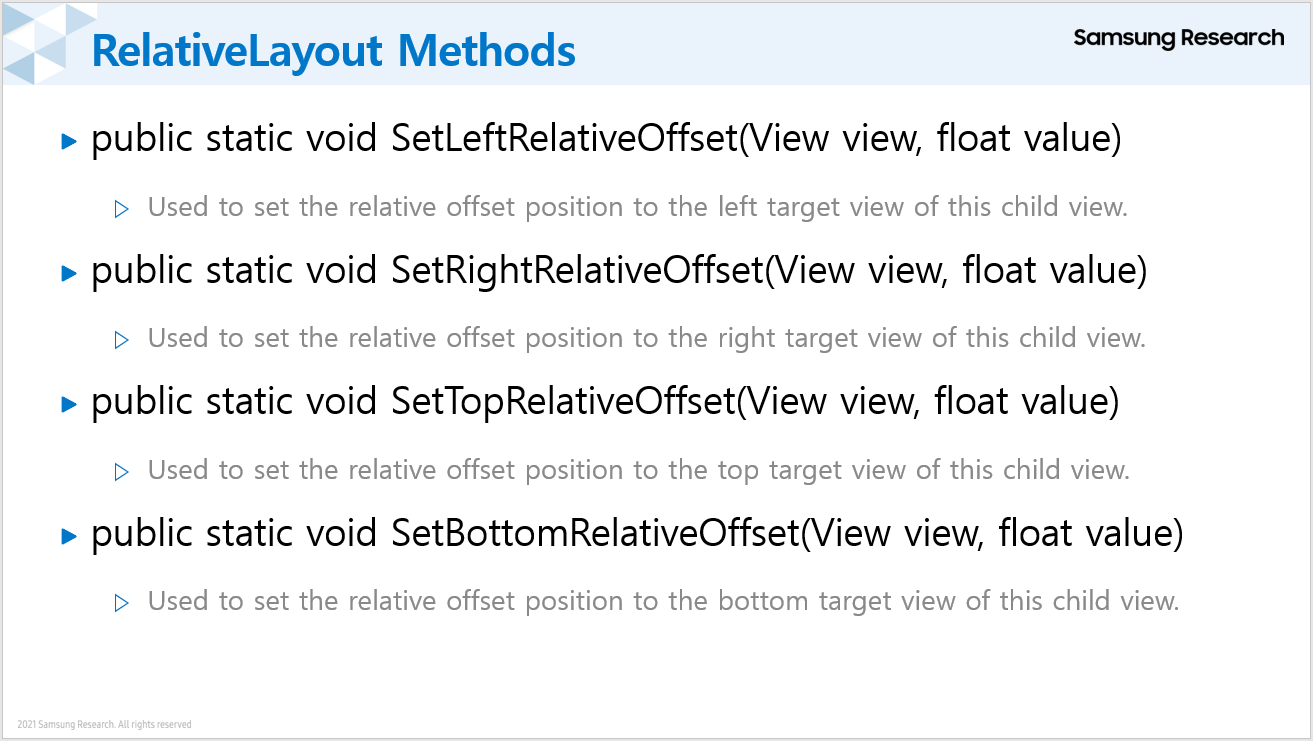 RelativeLayout Methods
Samsung Research
public static void SetLeftRelativeOffset(View view, float value)
Used to set the relative offset position to the left target view of this child view.
public static void SetRightRelativeOffset(View view, float value)
Used to set the relative offset position to the right target view of this child view.
public static void SetTopRelativeOffset(View view, float value)
Used to set the relative offset position to the top target view of this child view.
public static void SetBottomRelativeOffset(View view, float value)
Used to set the relative offset position to the bottom target view of this child view.
2021 Samsung Research. All rights reserved